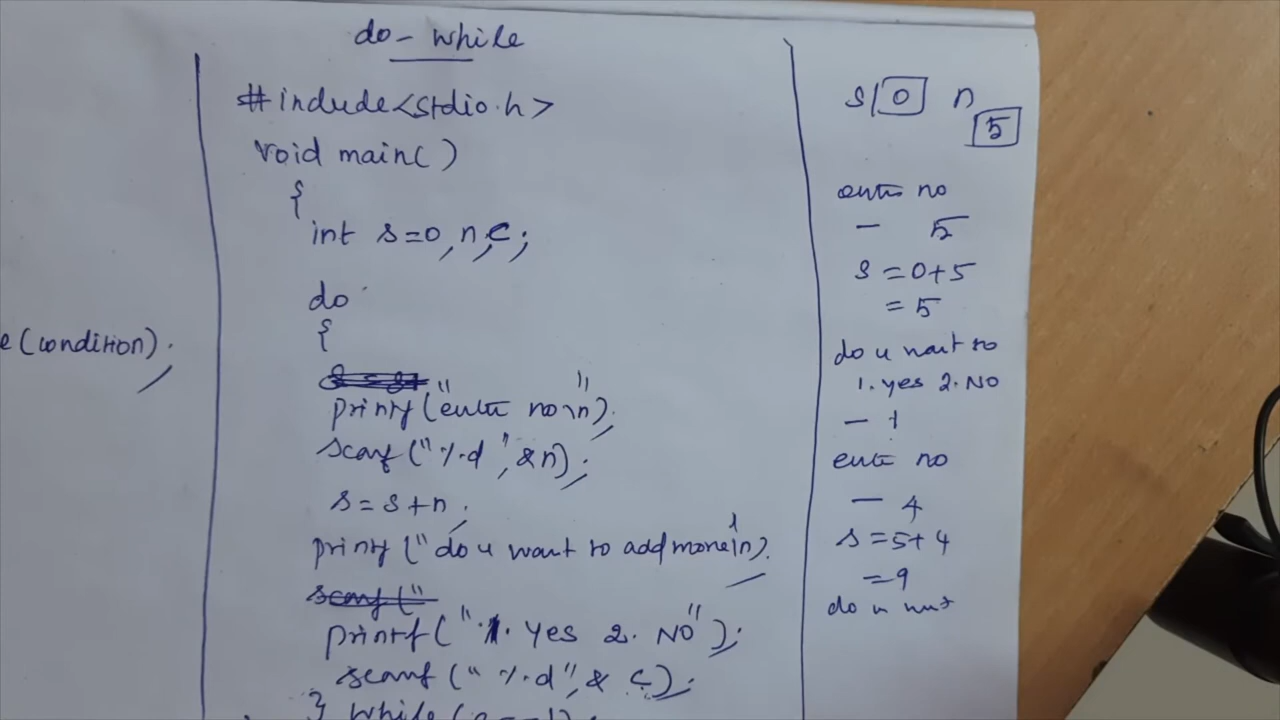 do - while
e (condition);
#include<stdio.h>
void main()
{
int s=0, n, c;
do
{
printf("enter no\n");
scanf("%d", &n);
s = s+n;
printf("do u want to add more\n);
printf("1. Yes 2. NO");
scanf("%d", & c);
} while (
s 0 n
5
enter no
- 5
s = 0+5
= 5
do u want to
1. yes 2. NO
- 1
enter no
- 4
s = 5+4
= 9
do u want